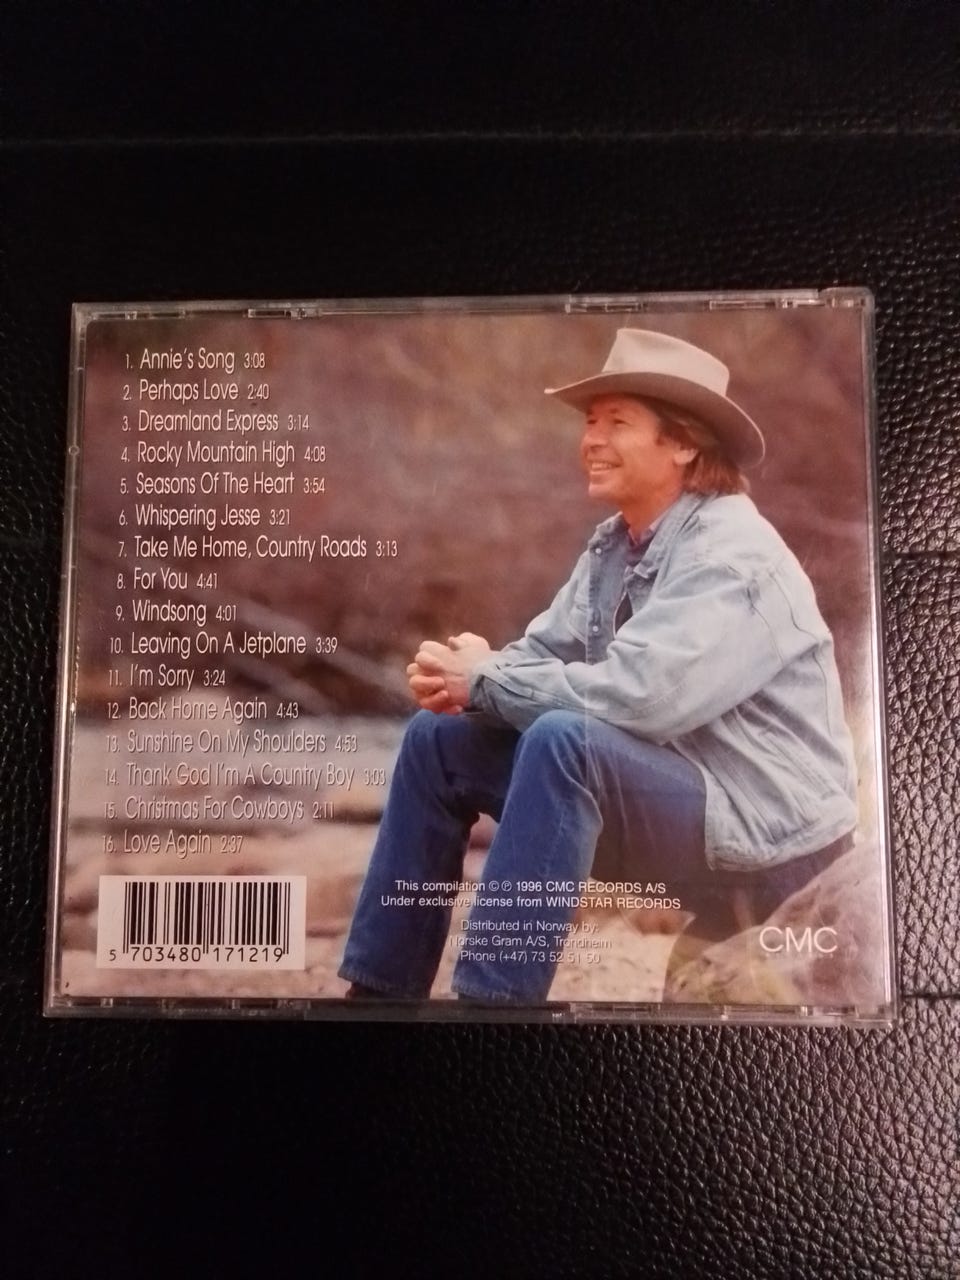 1. Annie's Song 3:08
2. Perhaps Love 2:40
3. Dreamland Express 3:14
4. Rocky Mountain High 4:08
5. Seasons Of The Heart 3:54
6. Whispering Jesse 3:21
7. Take Me Home, Country Roads 3:13
8. For You 4:41
9. Windsong 4:01
10. Leaving On A Jetplane 3:39
11. I'm Sorry 3:24
12. Back Home Again 4:43
13. Sunshine On My Shoulders 4:53
14. Thank God I'm A Country Boy 3:03
15. Christmas For Cowboys 2:11
16. Love Again 2:37
This compilation © ℗ 1996 CMC RECORDS A/S
Under exclusive license from WINDSTAR RECORDS
Distributed in Norway by:
Norske Gram A/S, Trondheim
Phone (+47) 73 52 51 50
CMC
5 703480 171219